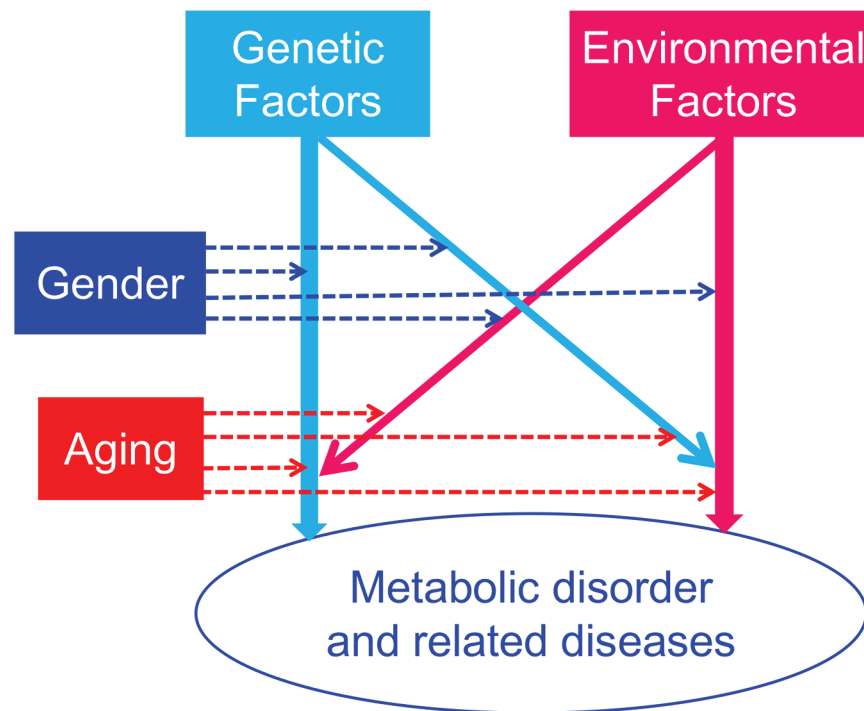 Genetic
Factors
Environmental
Factors
Gender
Aging
Metabolic disorder
and related diseases